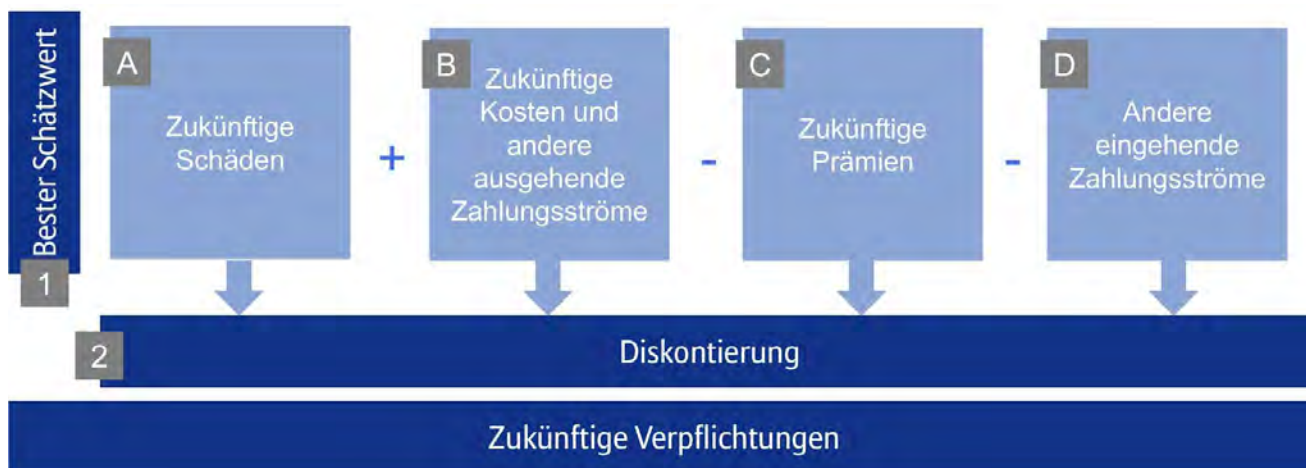 Bester Schätzwert
1
A
Zukünftige
Schäden
+
B
Zukünftige
Kosten und
andere
ausgehende
Zahlungsströme
-
C
Zukünftige
Prämien
-
D
Andere
eingehende
Zahlungsströme
2
Diskontierung
Zukünftige Verpflichtungen